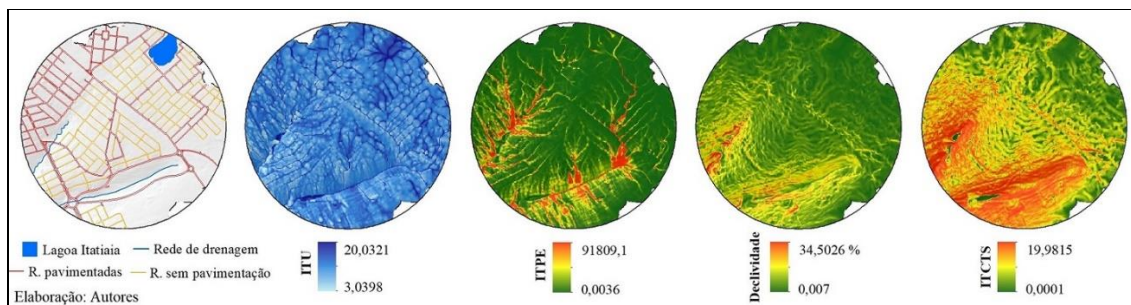 Lagoa Itatiaia
Rede de drenagem
R. pavimentadas
R. sem pavimentação
Elaboração: Autores
ITU
20,0321
3,0398
ITPE
91809,1
0,0036
Declividade
34,5026 %
0,007
ITCTS
19,9815
0,0001